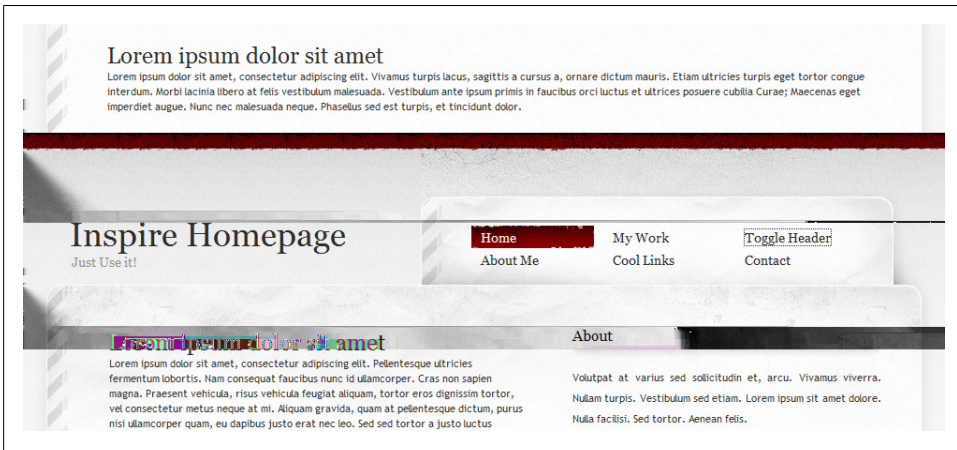 Lorem ipsum dolor sit amet
Lorem ipsum dolor sit amet, consectetur adipiscing elit. Vivamus turpis lacus, sagittis a cursus a, ornare dictum mauris. Etiam ultricies turpis eget tortor congue
interdum. Morbi lacinia libero at felis vestibulum malesuada. Vestibulum ante ipsum primis in faucibus orci luctus et ultrices posuere cubilia Curae; Maecenas eget
imperdiet augue. Nunc nec malesuada neque. Phasellus sed est turpis, et tincidunt dolor.
Inspire Homepage
Just Use it!
Home My Work Toggle Header
About Me Cool Links Contact
Lorem ipsum dolor sit amet
Lorem ipsum dolor sit amet, consectetur adipiscing elit. Pellentesque ultricies
fermentum lobortis. Nam consequat faucibus nunc id ullamcorper. Cras non sapien
magna. Praesent vehicula, risus vehicula feugiat aliquam, tortor eros dignissim tortor,
vel consectetur metus neque at mi. Aliquam gravida, quam at pellentesque dictum, purus
nisi ullamcorper quam, eu dapibus justo erat nec leo. Sed sed tortor a justo luctus
About
Volutpat at varius sed sollicitudin et, arcu. Vivamus viverra.
Nullam turpis. Vestibulum sed etiam. Lorem ipsum sit amet dolore.
Nulla facilisi. Sed tortor. Aenean felis.